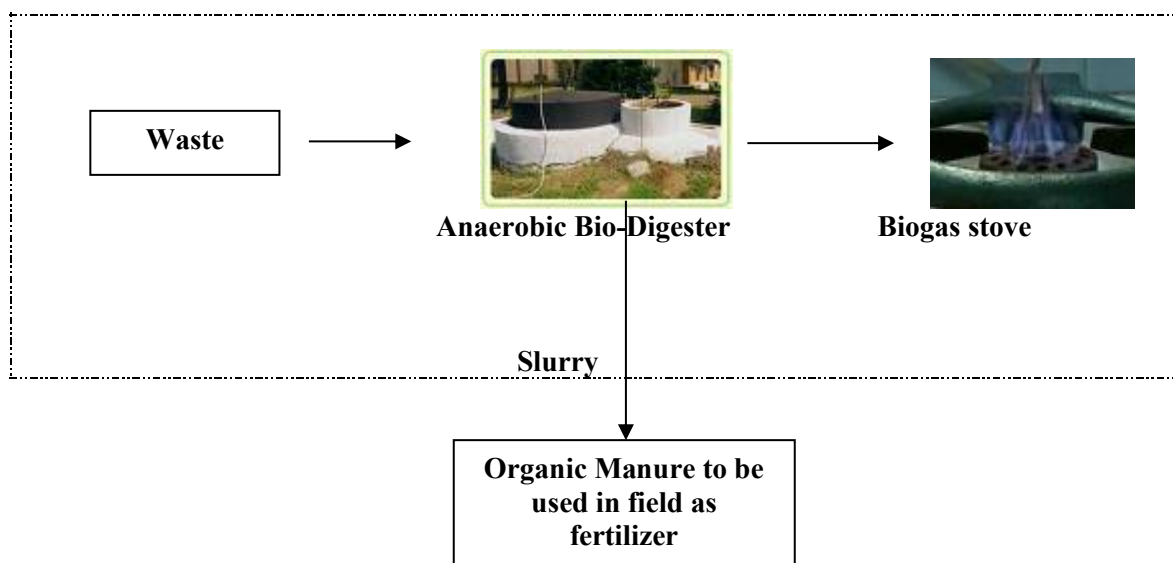 Waste
Anaerobic Bio-Digester
Biogas stove
Slurry
Organic Manure to be
used in field as
fertilizer